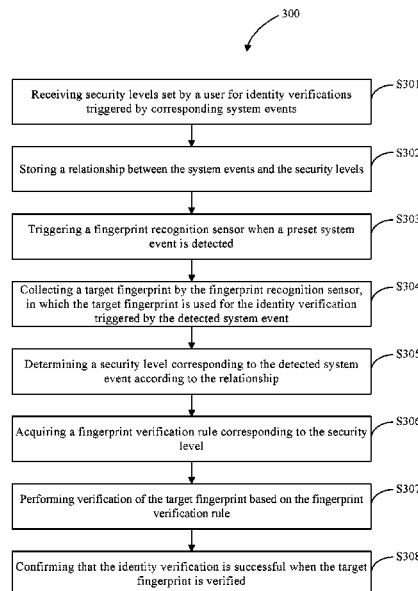 300
Receiving security levels set by a user for identity verifications
triggered by corresponding system events
S301
Storing a relationship between the system events and the security levels
S302
Triggering a fingerprint recognition sensor when a preset system
event is detected
S303
Collecting a target fingerprint by the fingerprint recognition sensor,
in which the target fingerprint is used for the identity verification
triggered by the detected system event
S304
Determining a security level corresponding to the detected system
event according to the relationship
S305
Acquiring a fingerprint verification rule corresponding to the security
level
S306
Performing verification of the target fingerprint based on the fingerprint
verification rule
S307
Confirming that the identity verification is successful when the target
fingerprint is verified
S308